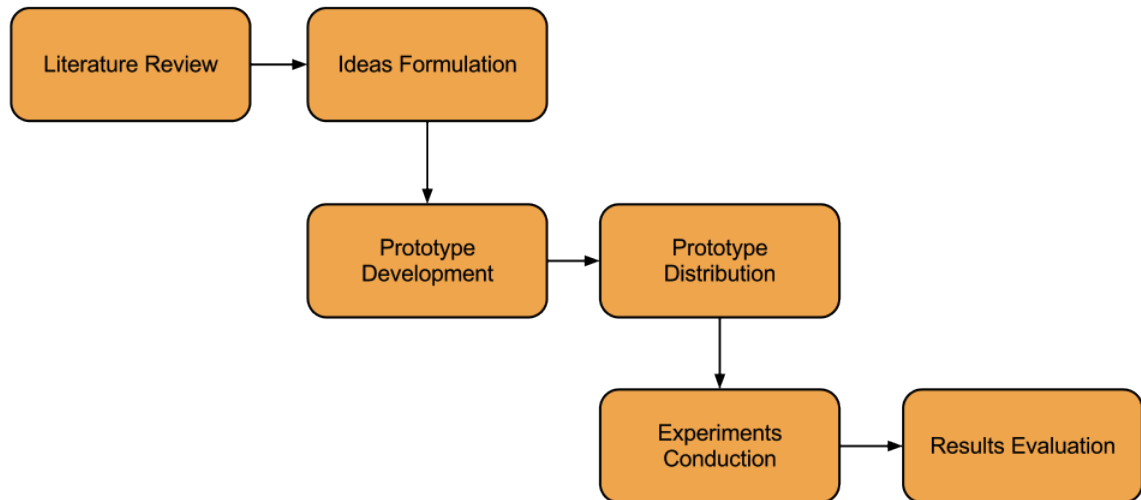 Literature Review
Ideas Formulation
Prototype
Development
Prototype
Distribution
Experiments
Conduction
Results Evaluation